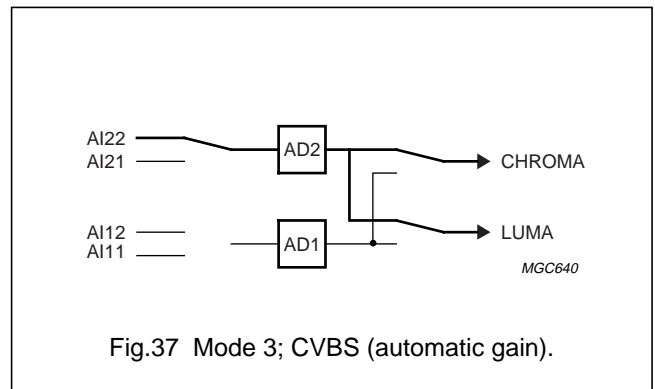 AI22
AI21
AD2
CHROMA
AI12
AI11
AD1
LUMA
MGC640
Fig.37 Mode 3; CVBS (automatic gain).